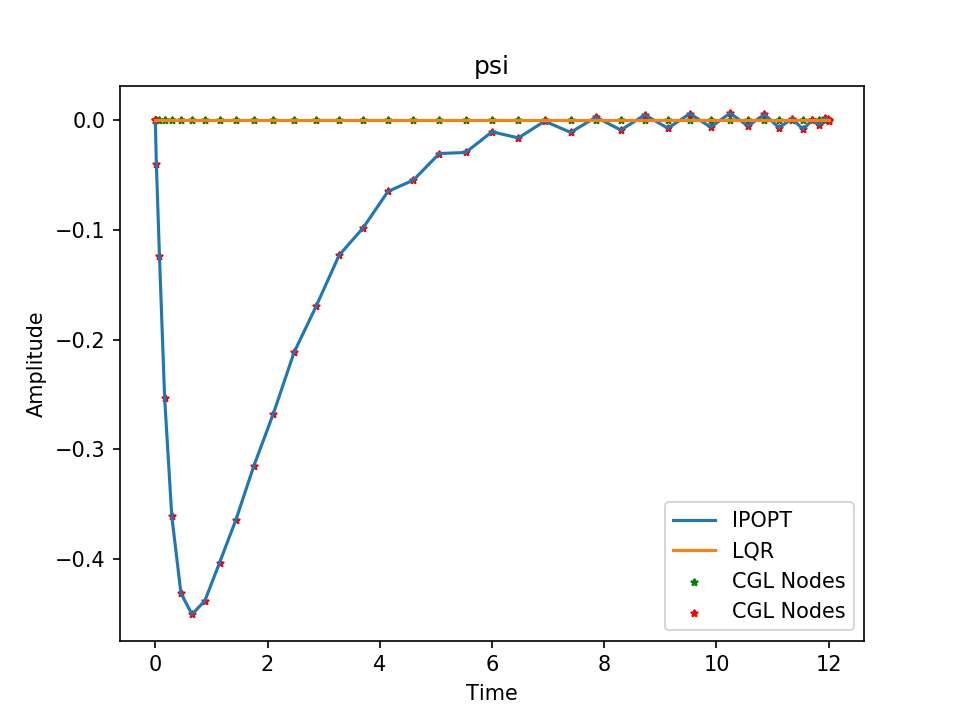 psi
Amplitude
0.0
−0.1
−0.2
−0.3
−0.4
IPOPT
LQR
CGL Nodes
CGL Nodes
0 2 4 6 8 10 12
Time